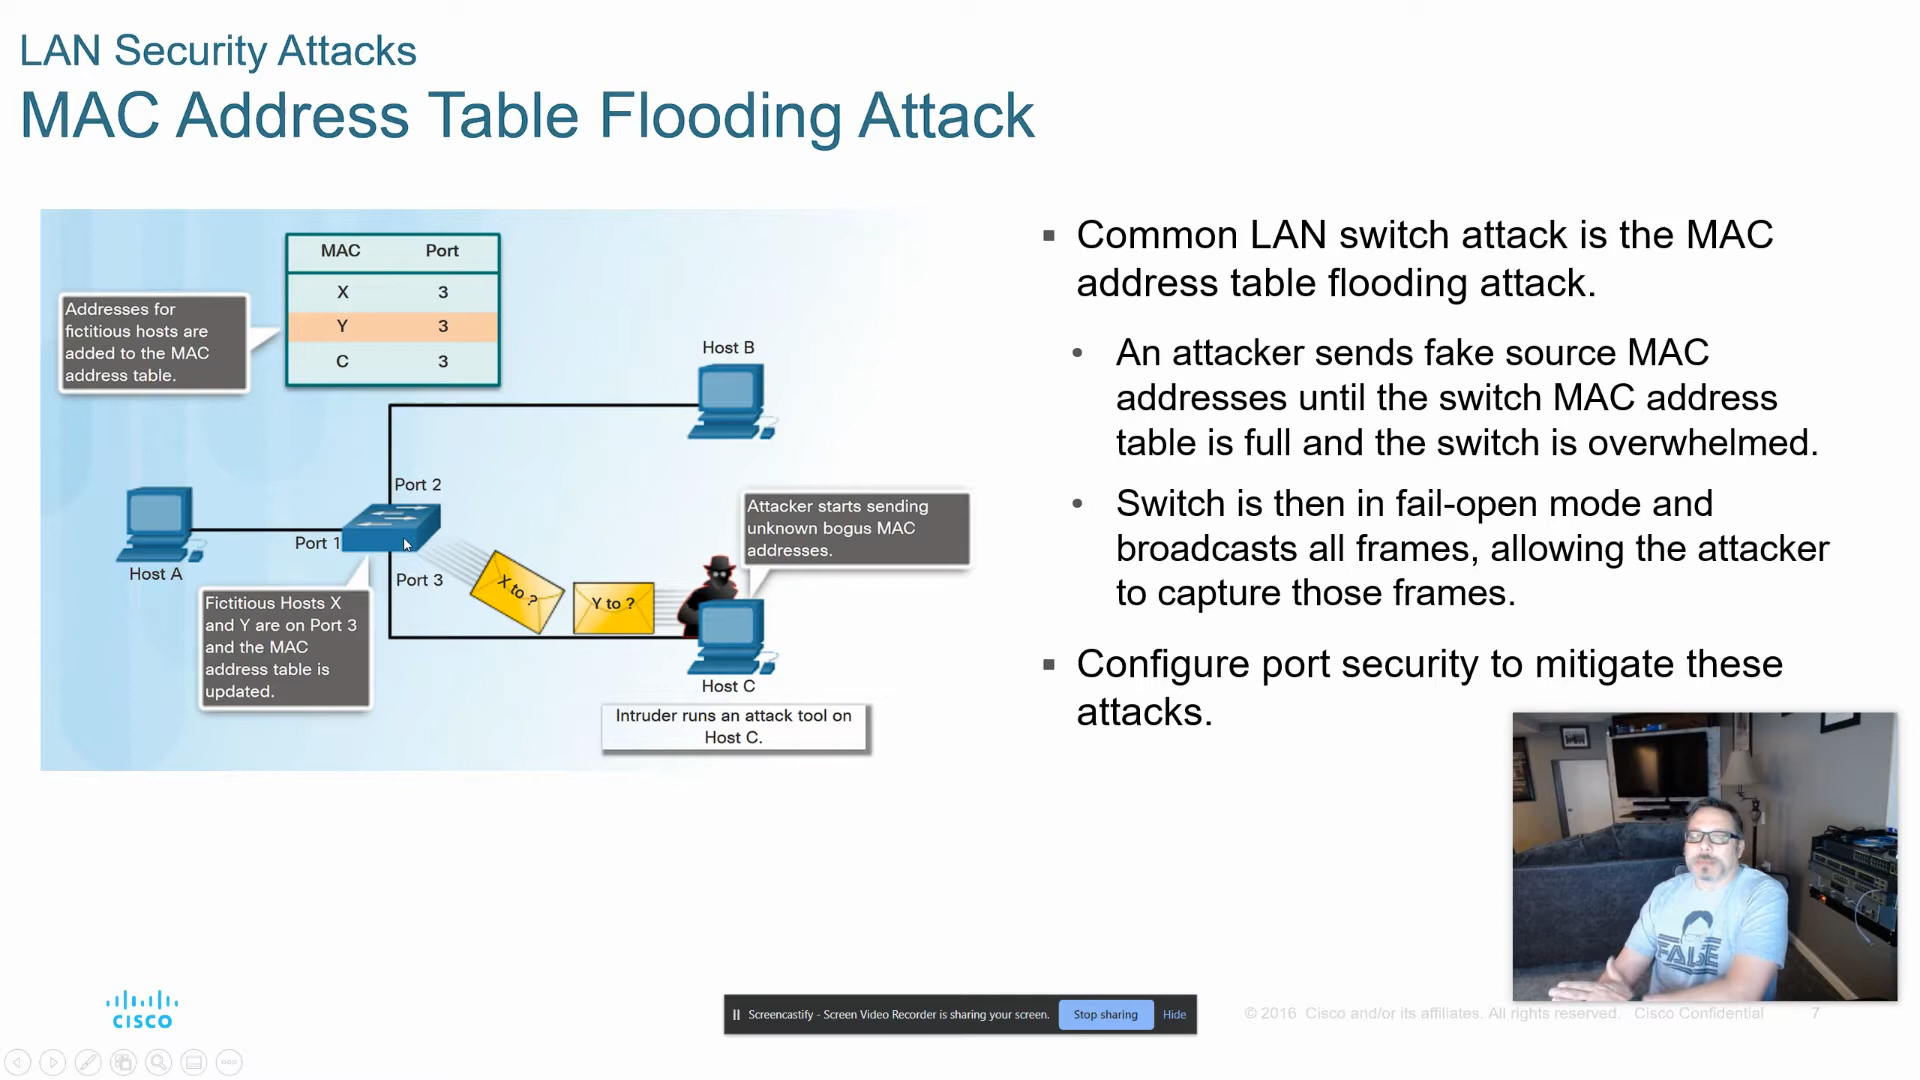 LAN Security Attacks
MAC Address Table Flooding Attack
MAC Port
X 3
Y 3
C 3
Addresses for
fictitious hosts are
added to the MAC
address table.
Host B
Port 2
Port 1
Host A
Port 3
Attacker starts sending
unknown bogus MAC
addresses.
X to ?
Y to ?
Fictitious Hosts X
and Y are on Port 3
and the MAC
address table is
updated.
Host C
Intruder runs an attack tool on
Host C.
Common LAN switch attack is the MAC
address table flooding attack.
An attacker sends fake source MAC
addresses until the switch MAC address
table is full and the switch is overwhelmed.
Switch is then in fail-open mode and
broadcasts all frames, allowing the attacker
to capture those frames.
Configure port security to mitigate these
attacks.
FALSE
CISCO
Screencastify - Screen Video Recorder is sharing your screen.
Stop sharing
Hide
© 2016 Cisco and/or its affiliates. All rights reserved. Cisco Confidential
7